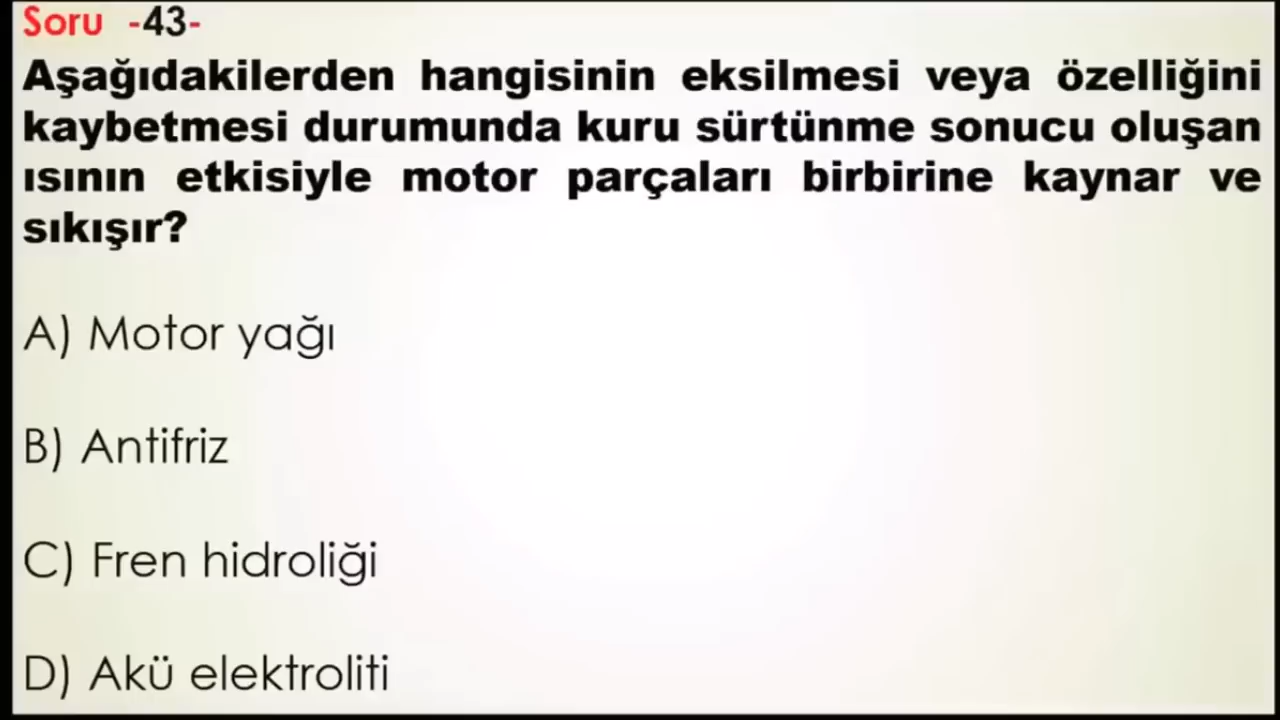 Soru -43-
Aşağıdakilerden hangisinin eksilmesi veya özelliğini
kaybetmesi durumunda kuru sürtünme sonucu oluşan
ısının etkisiyle motor parçaları birbirine kaynar ve
sıkışır?
A) Motor yağı
B) Antifriz
C) Fren hidroliği
D) Akü elektroliti